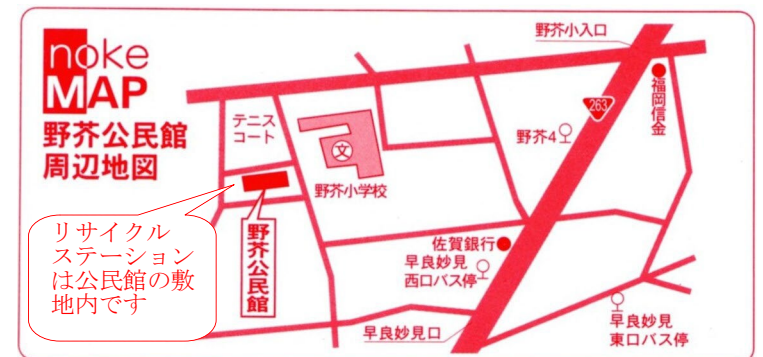 noke
MAP
野芥公民館
周辺地図
野芥小入口
263
福岡信金
テニス
コート
文
野芥4
野芥小学校
リサイクル
ステーション
は公民館の敷
地内です
野芥公民館
佐賀銀行
早良妙見
西口バス停
早良妙見口
早良妙見
東口バス停